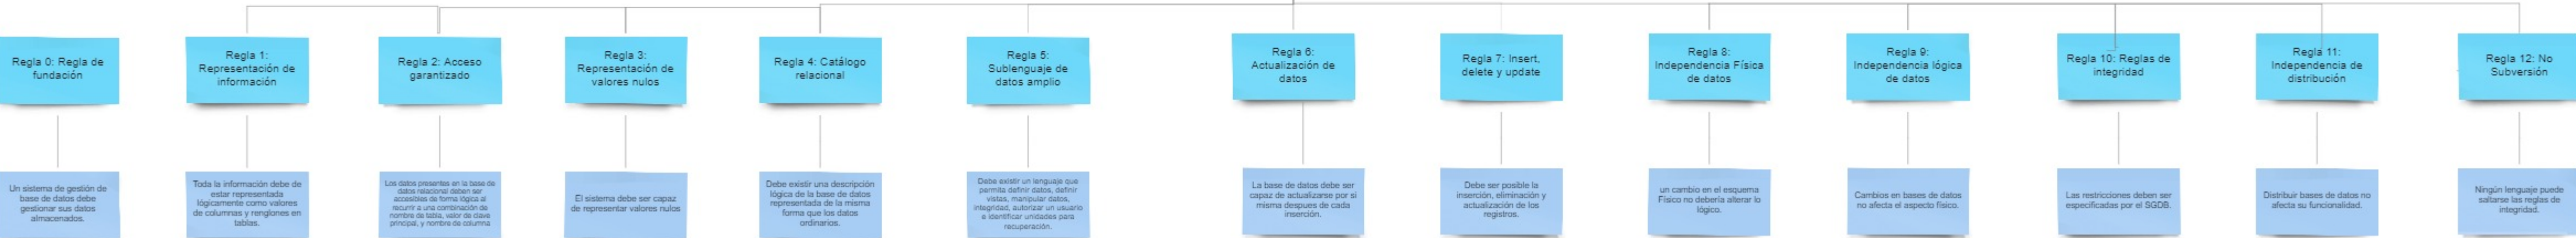 Regla 0: Regla de
fundación
Regla 1:
Representación de
información
Regla 2: Acceso
garantizado
Regla 3:
Representación de
valores nulos
Regla 4: Catálogo
relacional
Regla 5:
Sublenguaje de
datos amplio
Regla 6:
Actualización de
datos
Regla 7: Insert,
delete y update
Regla 8:
Independencia Física
de datos
Regla 9:
Independencia lógica
de datos
Regla 10: Reglas de
integridad
Regla 11:
Independencia de
distribución
Regla 12: No
Subversión
Un sistema de gestión de
base de datos debe
gestionar sus datos
almacenados.
Toda la información debe de
estar representada
lógicamente como valores
de columnas y renglones en
tablas.
Los datos presentes en la base de
datos relacional deben ser
accesibles de forma lógica al
recurrir a una combinación de
nombre de tabla, valor de clave
principal, y nombre de columna
El sistema debe ser capaz
de representar valores nulos
Debe existir una descripción
lógica de la base de datos
representada de la misma
forma que los datos
ordinarios.
Debe existir un lenguaje que
permita definir datos, definir
vistas, manipular datos,
integridad, autorizar un usuario
e identificar unidades para
recuperación.
La base de datos debe ser
capaz de actualizarse por si
misma despues de cada
inserción.
Debe ser posible la
inserción, eliminación y
actualización de los
registros.
un cambio en el esquema
Físico no debería alterar lo
lógico.
Cambios en bases de datos
no afecta el aspecto físico.
Las restricciones deben ser
especificadas por el SGDB.
Distribuir bases de datos no
afecta su funcionalidad.
Ningún lenguaje puede
saltarse las reglas de
integridad.